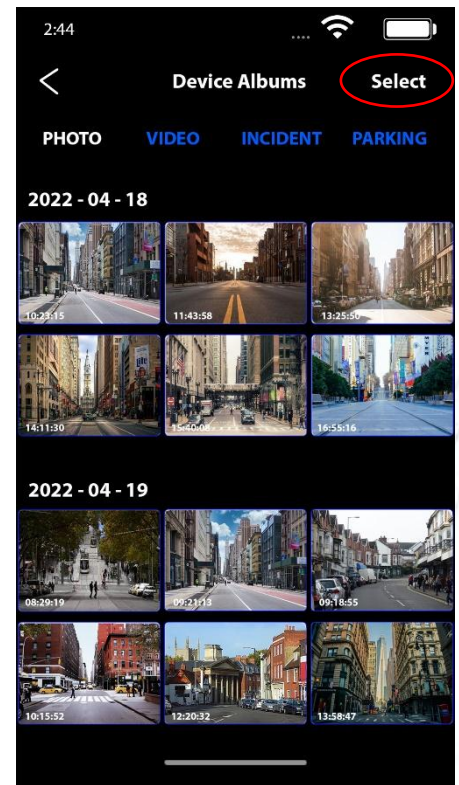 2:44
Device Albums Select
PHOTO VIDEO INCIDENT PARKING
2022 - 04 - 18
10:23:15 11:43:58 13:25:50
14:11:30 15:40:08 16:55:16
2022 - 04 - 19
08:29:19 09:21:13 09:18:55
10:15:52 12:20:32 13:58:47